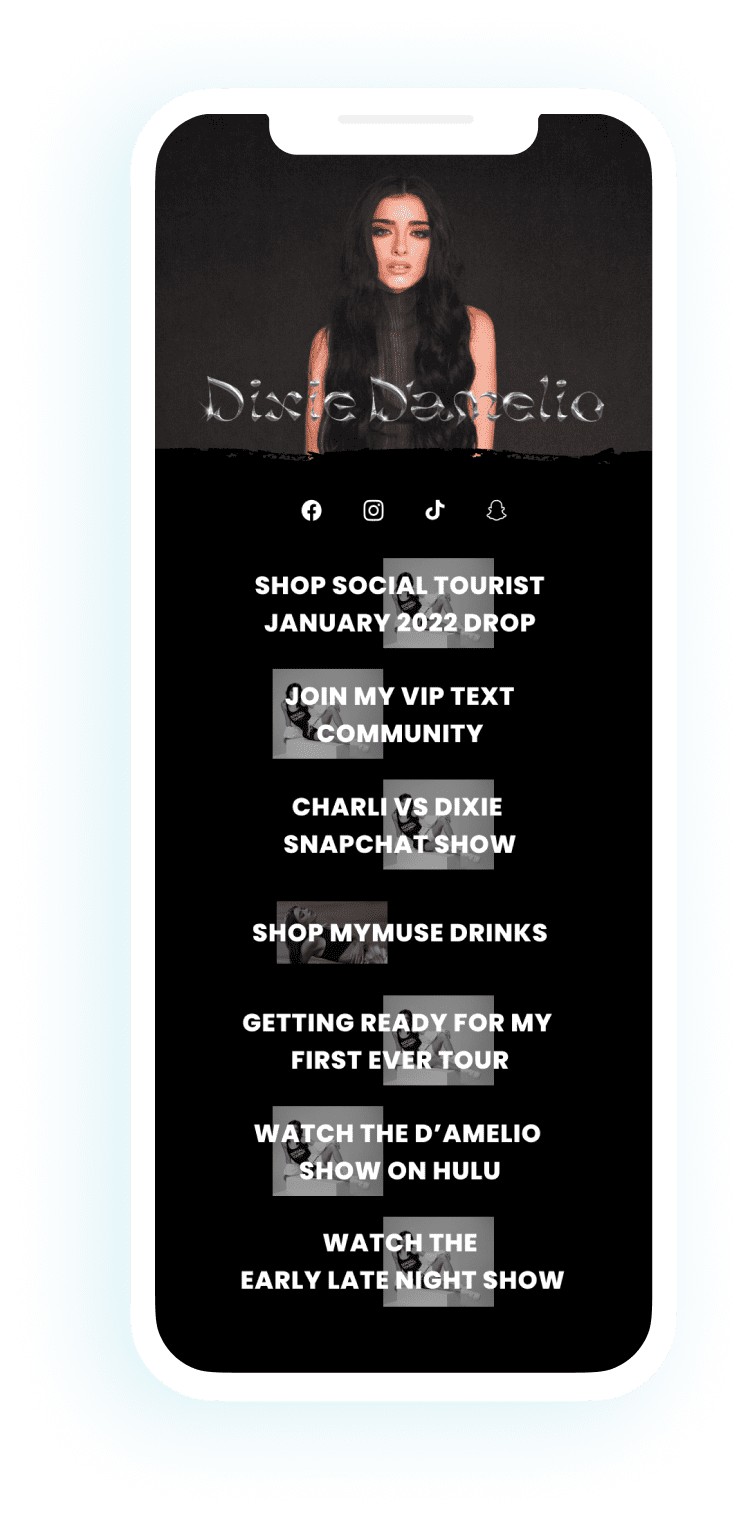 Dixie D'amelio
SHOP SOCIAL TOURIST
JANUARY 2022 DROP
JOIN MY VIP TEXT
COMMUNITY
CHARLI VS DIXIE
SNAPCHAT SHOW
SHOP MYMUSE DRINKS
GETTING READY FOR MY
FIRST EVER TOUR
WATCH THE D’AMELIO
SHOW ON HULU
WATCH THE
EARLY LATE NIGHT SHOW